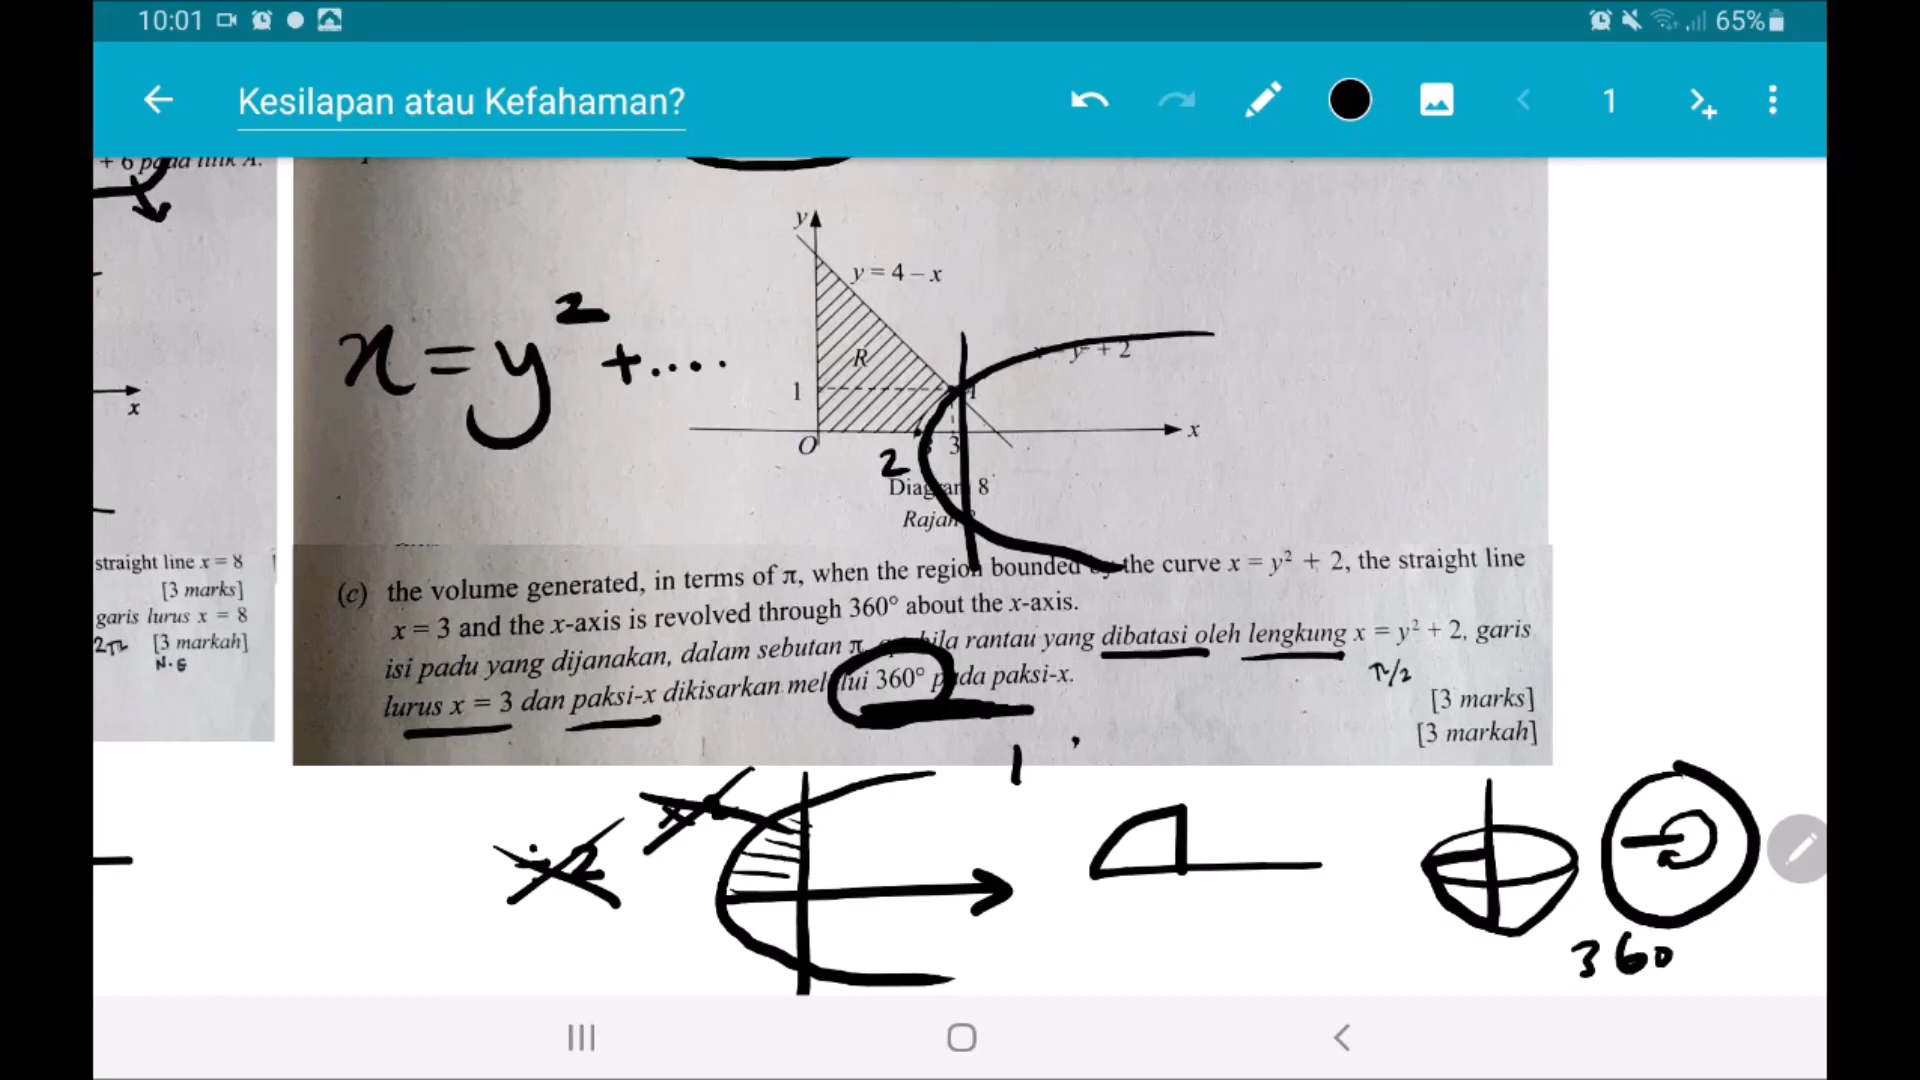 10:01
65%
Kesilapan atau Kefahaman?
1
+ 6 pada titik A.
x
straight line x = 8
[3 marks]
garis lurus x = 8
[3 markah]
x = y² + ....
y
y = 4 – x
R
1
y² + 2
O
3
x
2
Diagram 8
Rajah
(c) the volume generated, in terms of π, when the region bounded by the curve x = y² + 2, the straight line
x = 3 and the x-axis is revolved through 360° about the x-axis.
isi padu yang dijanakan, dalam sebutan π, apabila rantau yang dibatasi oleh lengkung x = y² + 2, garis
lurus x = 3 dan paksi-x dikisarkan melalui 360° pada paksi-x.
π/2
[3 marks]
[3 markah]
÷2
360